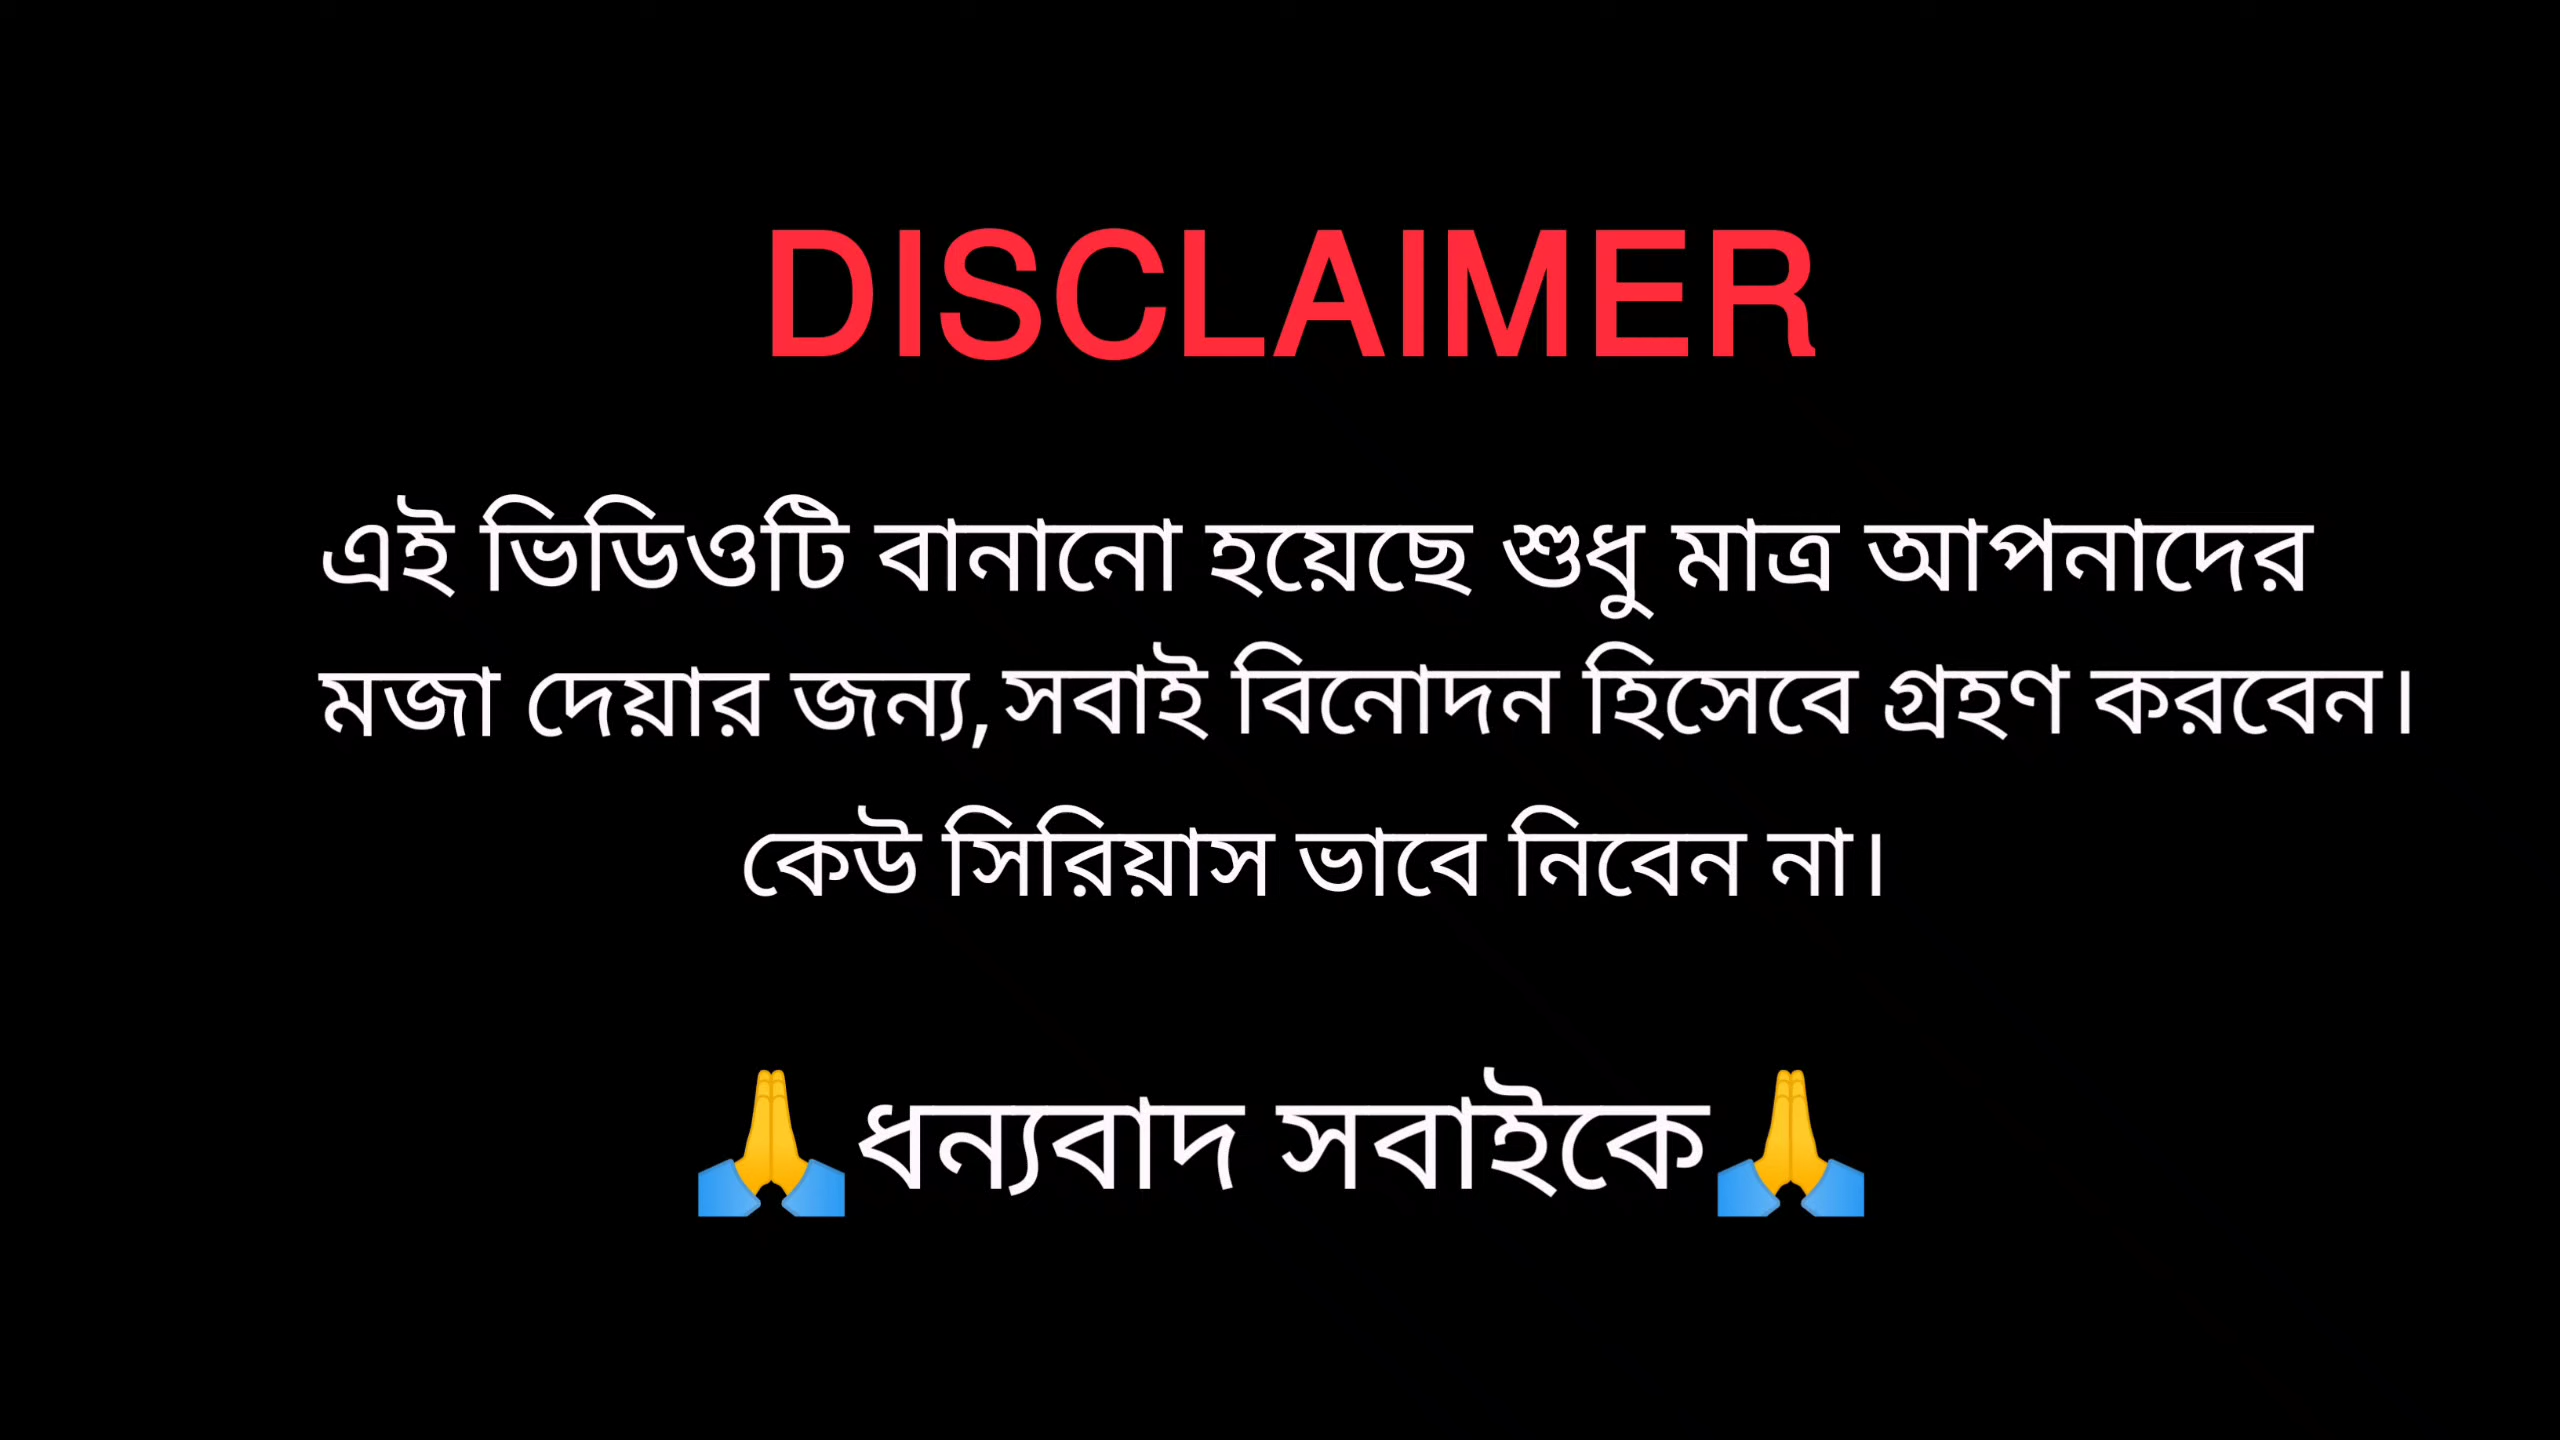 DISCLAIMER
এই ভিডিওটি বানানো হয়েছে শুধু মাত্র আপনাদের
মজা দেয়ার জন্য,সবাই বিনোদন হিসেবে গ্রহণ করবেন।
কেউ সিরিয়াস ভাবে নিবেন না।
🙏ধন্যবাদ সবাইকে🙏